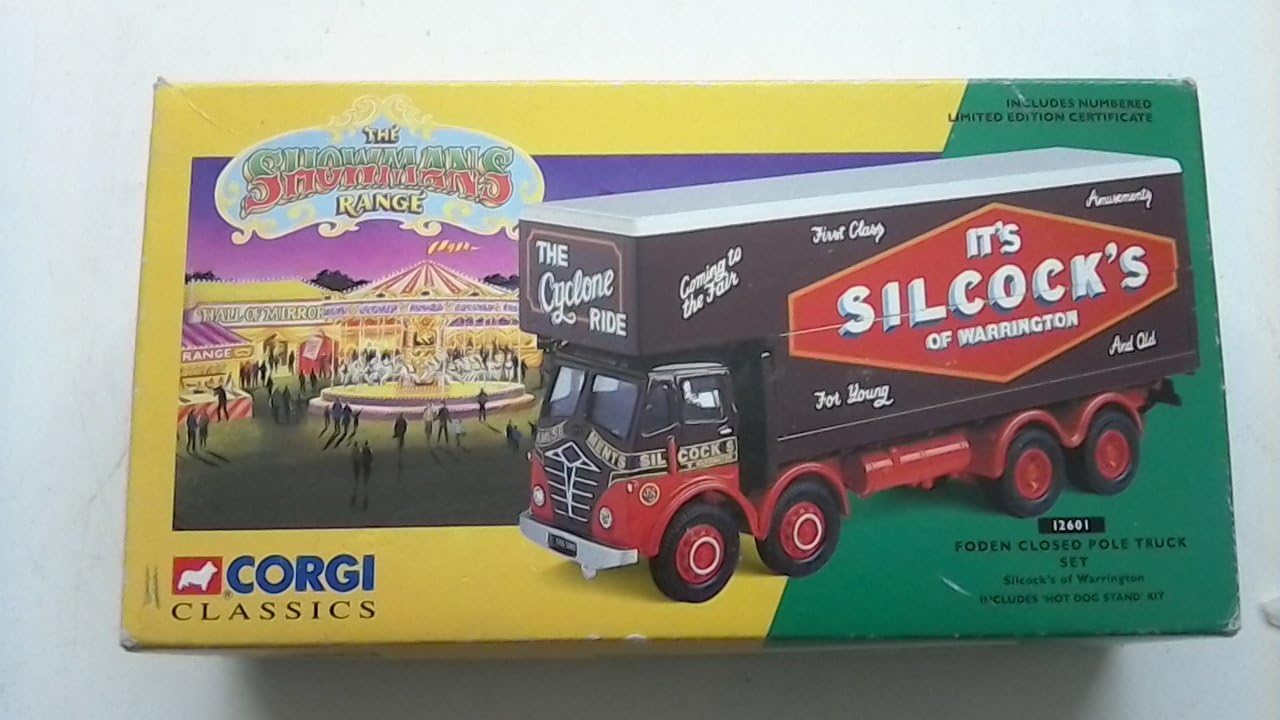 THE
SHOWMANS
RANGE
INCLUDES NUMBERED
LIMITED EDITION CERTIFICATE
HALL OF MIRROR
RANGE
THE
Cyclone
RIDE
Coming to
the Fair
First Class
Amusements
IT'S
SILCOCK'S
OF WARRINGTON
For Young
And Old
SILCOCK'S
CORGI
CLASSICS
12601
FODEN CLOSED POLE TRUCK
SET
Silcock's of Warrington
INCLUDES 'HOT DOG STAND' KIT